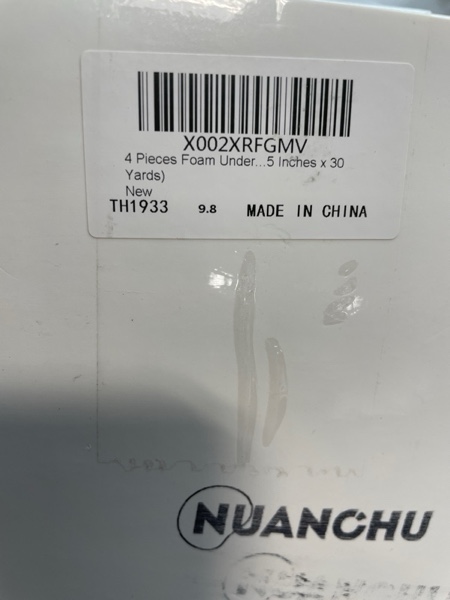 X002XRFGMV
4 Pieces Foam Under...5 Inches x 30
Yards)
New
TH1933 9.8 MADE IN CHINA
NUANCHU